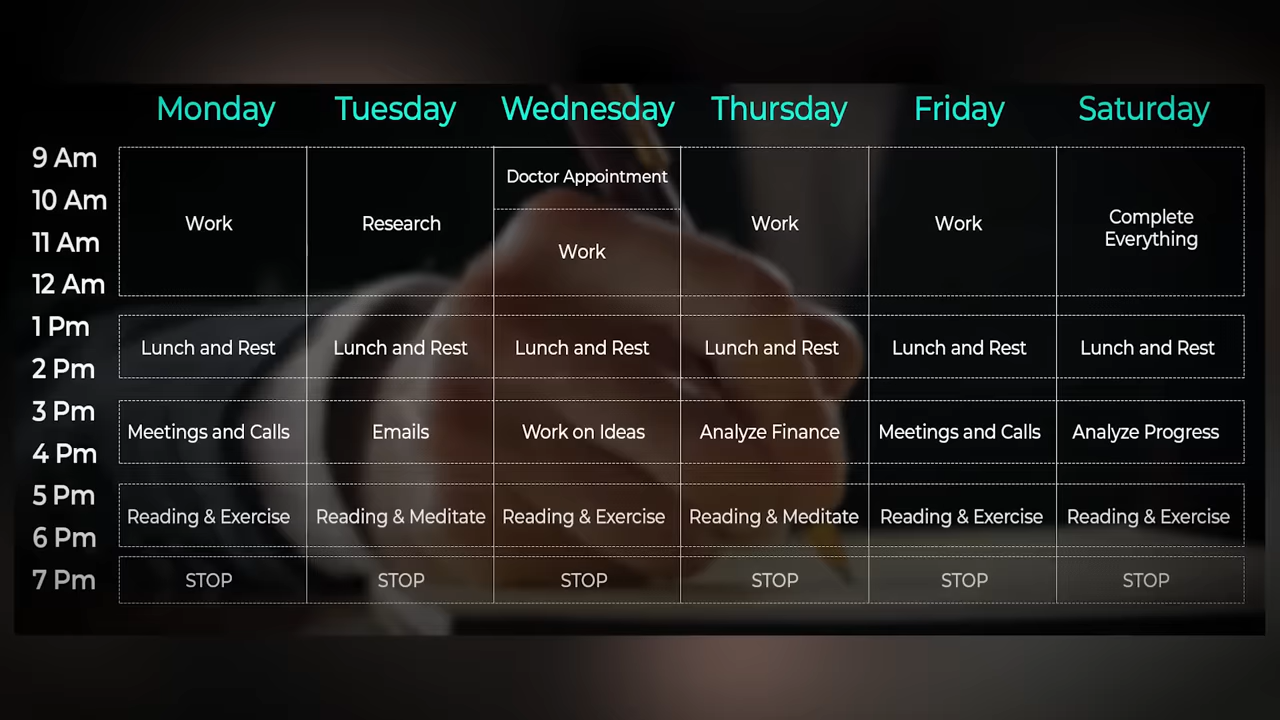 Monday Tuesday Wednesday Thursday Friday Saturday
9 Am
Doctor Appointment
10 Am
Work Research Work Work Complete Everything
11 Am
Work
12 Am
1 Pm
Lunch and Rest Lunch and Rest Lunch and Rest Lunch and Rest Lunch and Rest Lunch and Rest
2 Pm
3 Pm
Meetings and Calls Emails Work on Ideas Analyze Finance Meetings and Calls Analyze Progress
4 Pm
5 Pm
Reading & Exercise Reading & Meditate Reading & Exercise Reading & Meditate Reading & Exercise Reading & Exercise
6 Pm
7 Pm STOP STOP STOP STOP STOP STOP